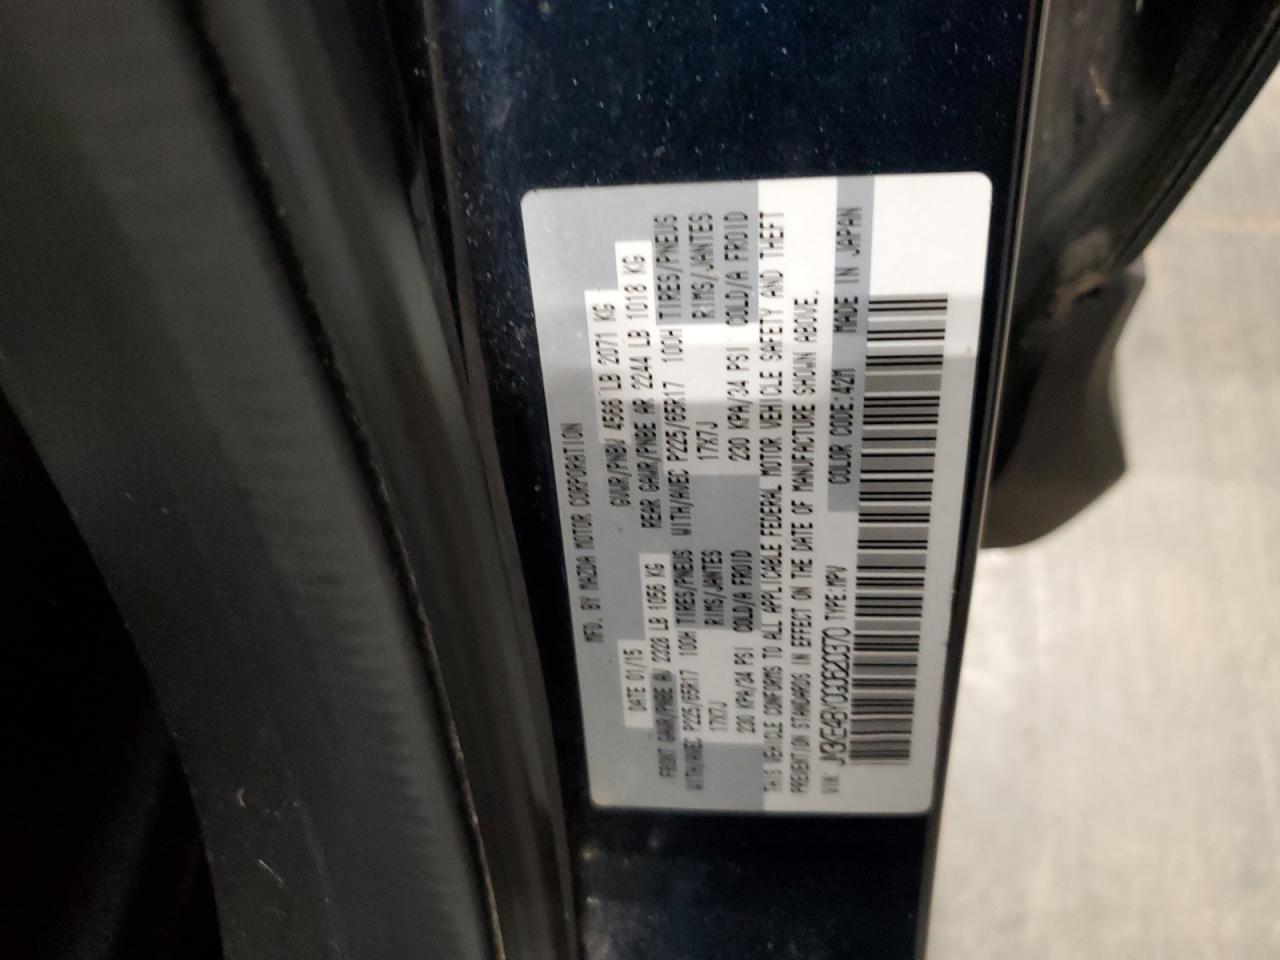 MFD. BY MAZDA MOTOR CORPORATION
DATE 01/15 GVWR/PNBV 4566 LB 2071 KG
FRONT GAWR/PNBE AV 2328 LB 1056 KG REAR GAWR/PNBE AR 2244 LB 1018 KG
WITH/AVEC P225/65R17 100H TIRES/PNEUS WITH/AVEC P225/65R17 100H TIRES/PNEUS
17X7J RIMS/JANTES 17X7J RIMS/JANTES
230 KPA/34 PSI COLD/A FROID 230 KPA/34 PSI COLD/A FROID
THIS VEHICLE CONFORMS TO ALL APPLICABLE FEDERAL MOTOR VEHICLE SAFETY AND THEFT
PREVENTION STANDARDS IN EFFECT ON THE DATE OF MANUFACTURE SHOWN ABOVE.
VIN: TYPE:MPV COLOR CODE:42M MADE IN JAPAN